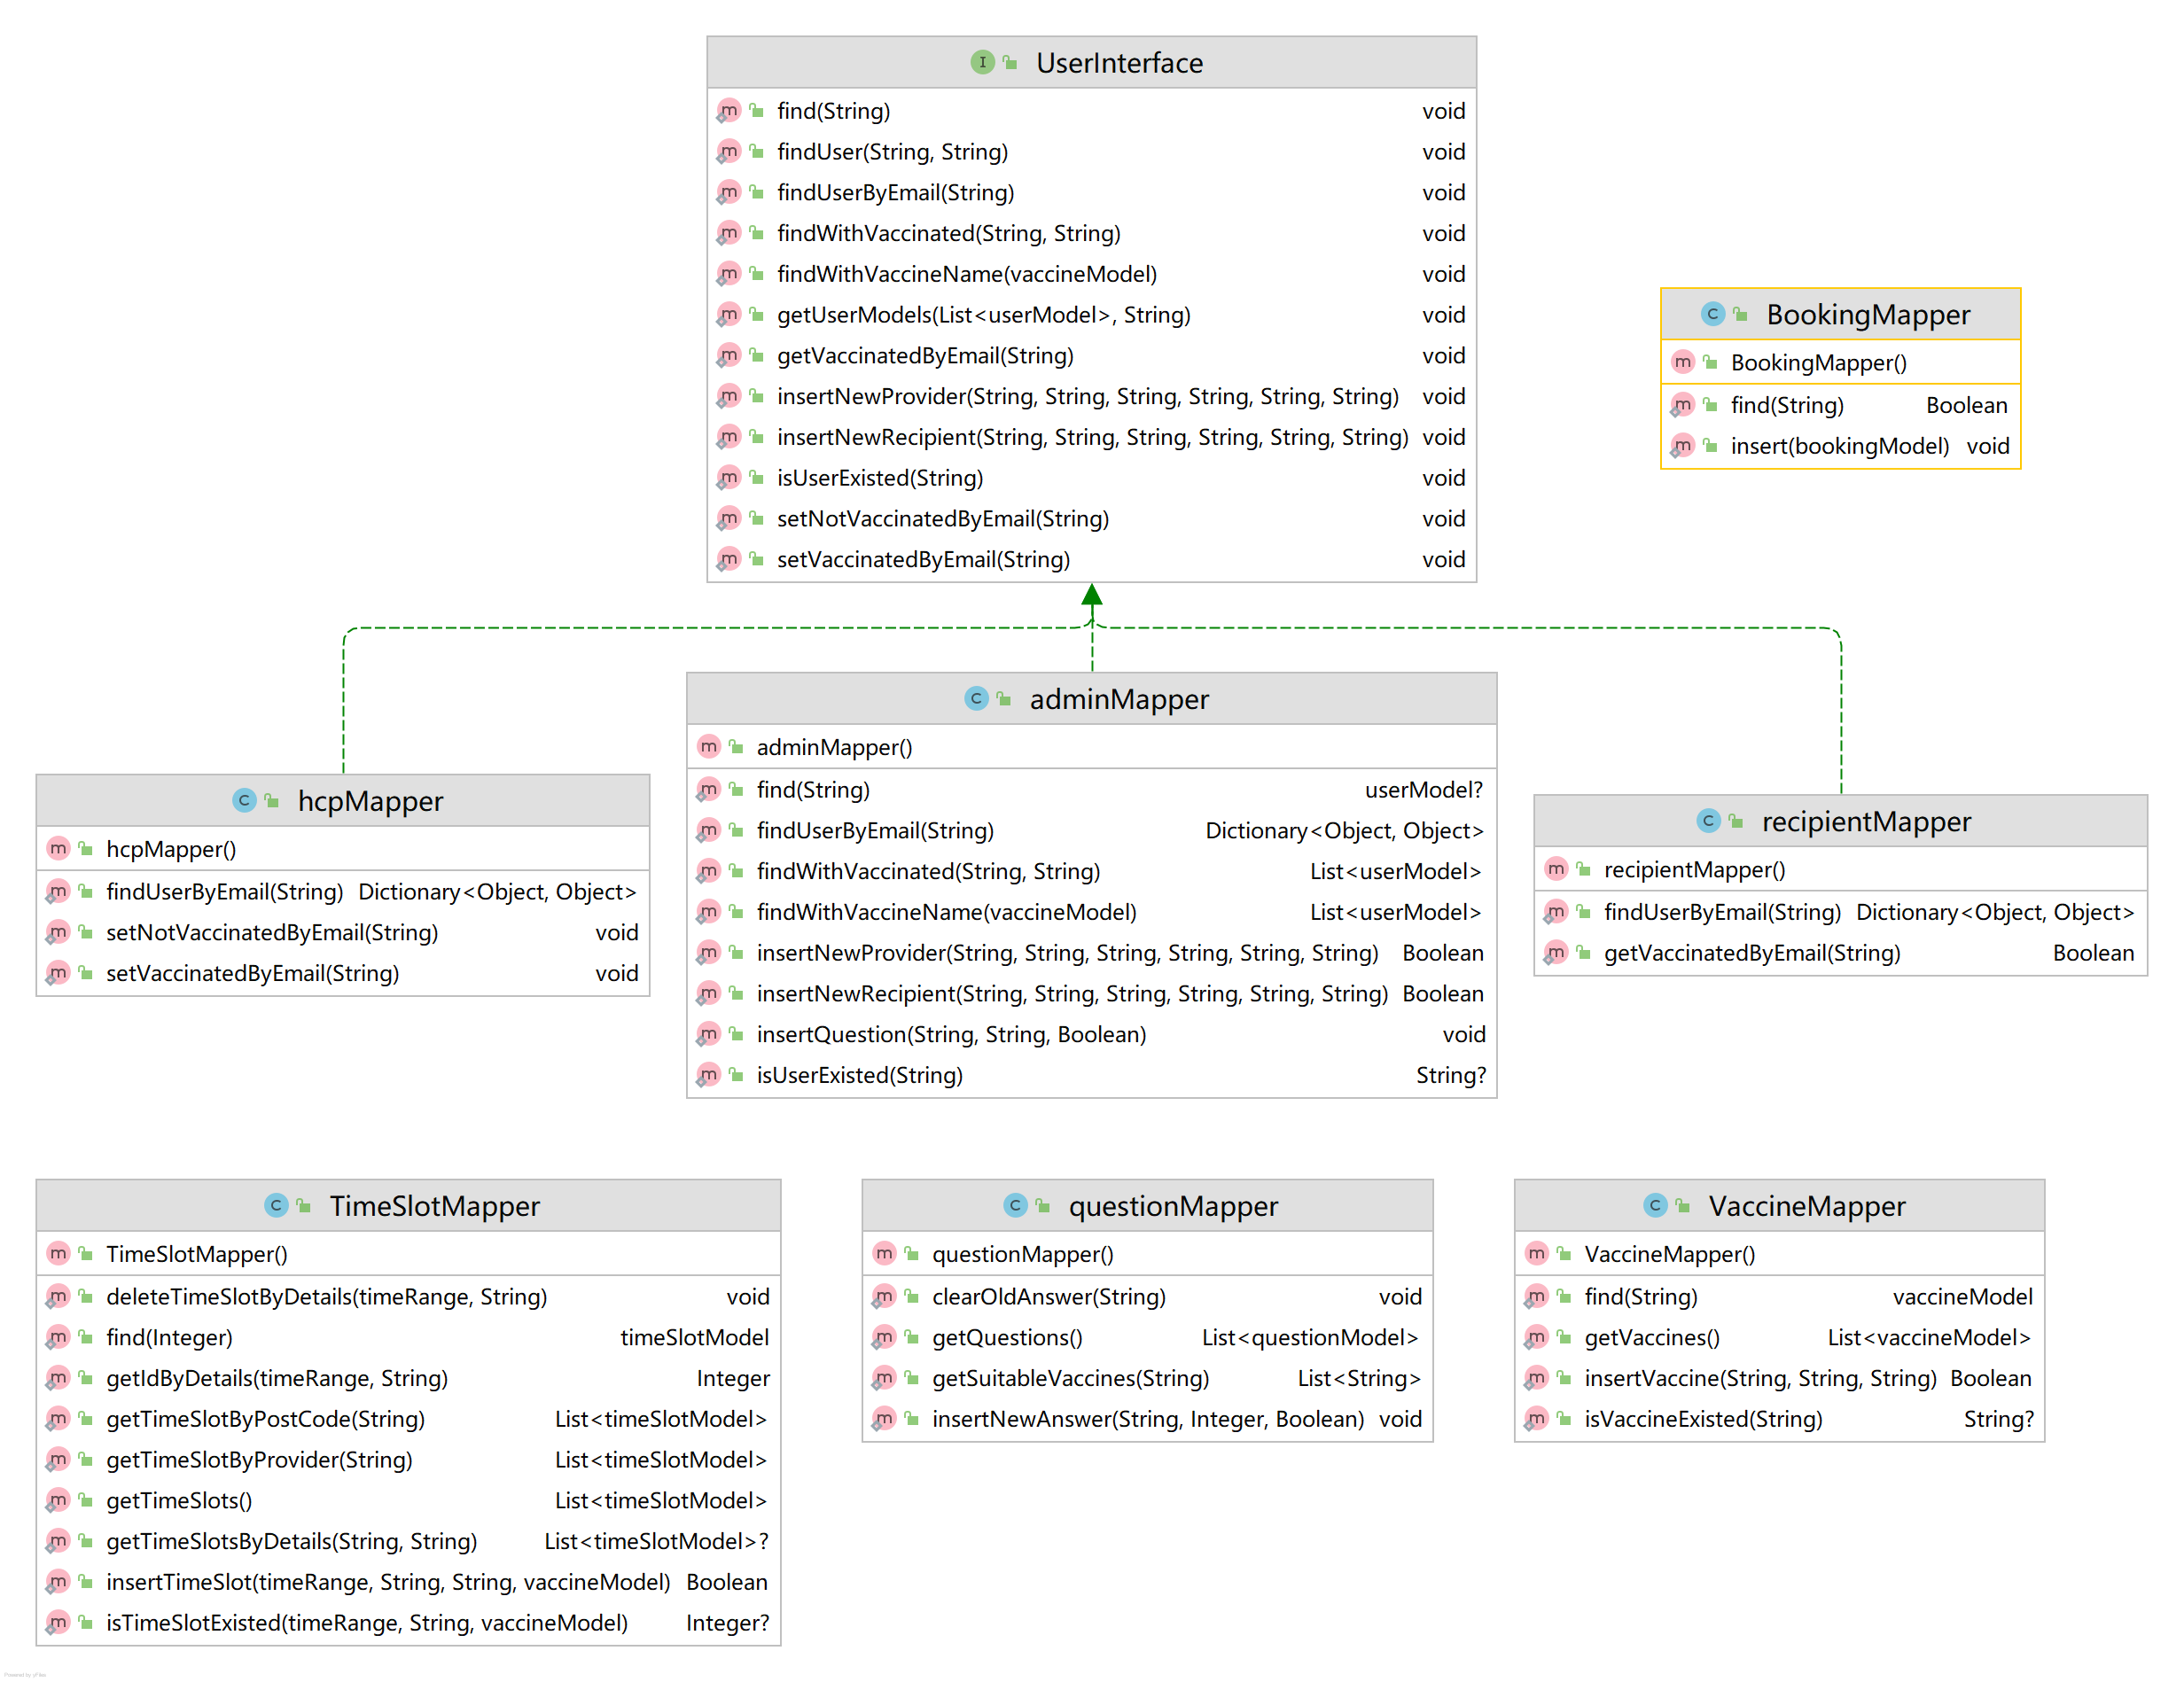 UserInterface
find(String) void
findUser(String, String) void
findUserByEmail(String) void
findWithVaccinated(String, String) void
findWithVaccineName(vaccineModel) void
getUserModels(List<userModel>, String) void
getVaccinatedByEmail(String) void
insertNewProvider(String, String, String, String, String, String) void
insertNewRecipient(String, String, String, String, String, String) void
isUserExisted(String) void
setNotVaccinatedByEmail(String) void
setVaccinatedByEmail(String) void
BookingMapper
BookingMapper()
find(String) Boolean
insert(bookingModel) void
hcpMapper
hcpMapper()
findUserByEmail(String) Dictionary<Object, Object>
setNotVaccinatedByEmail(String) void
setVaccinatedByEmail(String) void
adminMapper
adminMapper()
find(String) userModel?
findUserByEmail(String) Dictionary<Object, Object>
findWithVaccinated(String, String) List<userModel>
findWithVaccineName(vaccineModel) List<userModel>
insertNewProvider(String, String, String, String, String, String) Boolean
insertNewRecipient(String, String, String, String, String, String) Boolean
insertQuestion(String, String, Boolean) void
isUserExisted(String) String?
recipientMapper
recipientMapper()
findUserByEmail(String) Dictionary<Object, Object>
getVaccinatedByEmail(String) Boolean
TimeSlotMapper
TimeSlotMapper()
deleteTimeSlotByDetails(timeRange, String) void
find(Integer) timeSlotModel
getIdByDetails(timeRange, String) Integer
getTimeSlotByPostCode(String) List<timeSlotModel>
getTimeSlotByProvider(String) List<timeSlotModel>
getTimeSlots() List<timeSlotModel>
getTimeSlotsByDetails(String, String) List<timeSlotModel>?
insertTimeSlot(timeRange, String, String, vaccineModel) Boolean
isTimeSlotExisted(timeRange, String, vaccineModel) Integer?
questionMapper
questionMapper()
clearOldAnswer(String) void
getQuestions() List<questionModel>
getSuitableVaccines(String) List<String>
insertNewAnswer(String, Integer, Boolean) void
VaccineMapper
VaccineMapper()
find(String) vaccineModel
getVaccines() List<vaccineModel>
insertVaccine(String, String, String) Boolean
isVaccineExisted(String) String?
Powered by yFiles